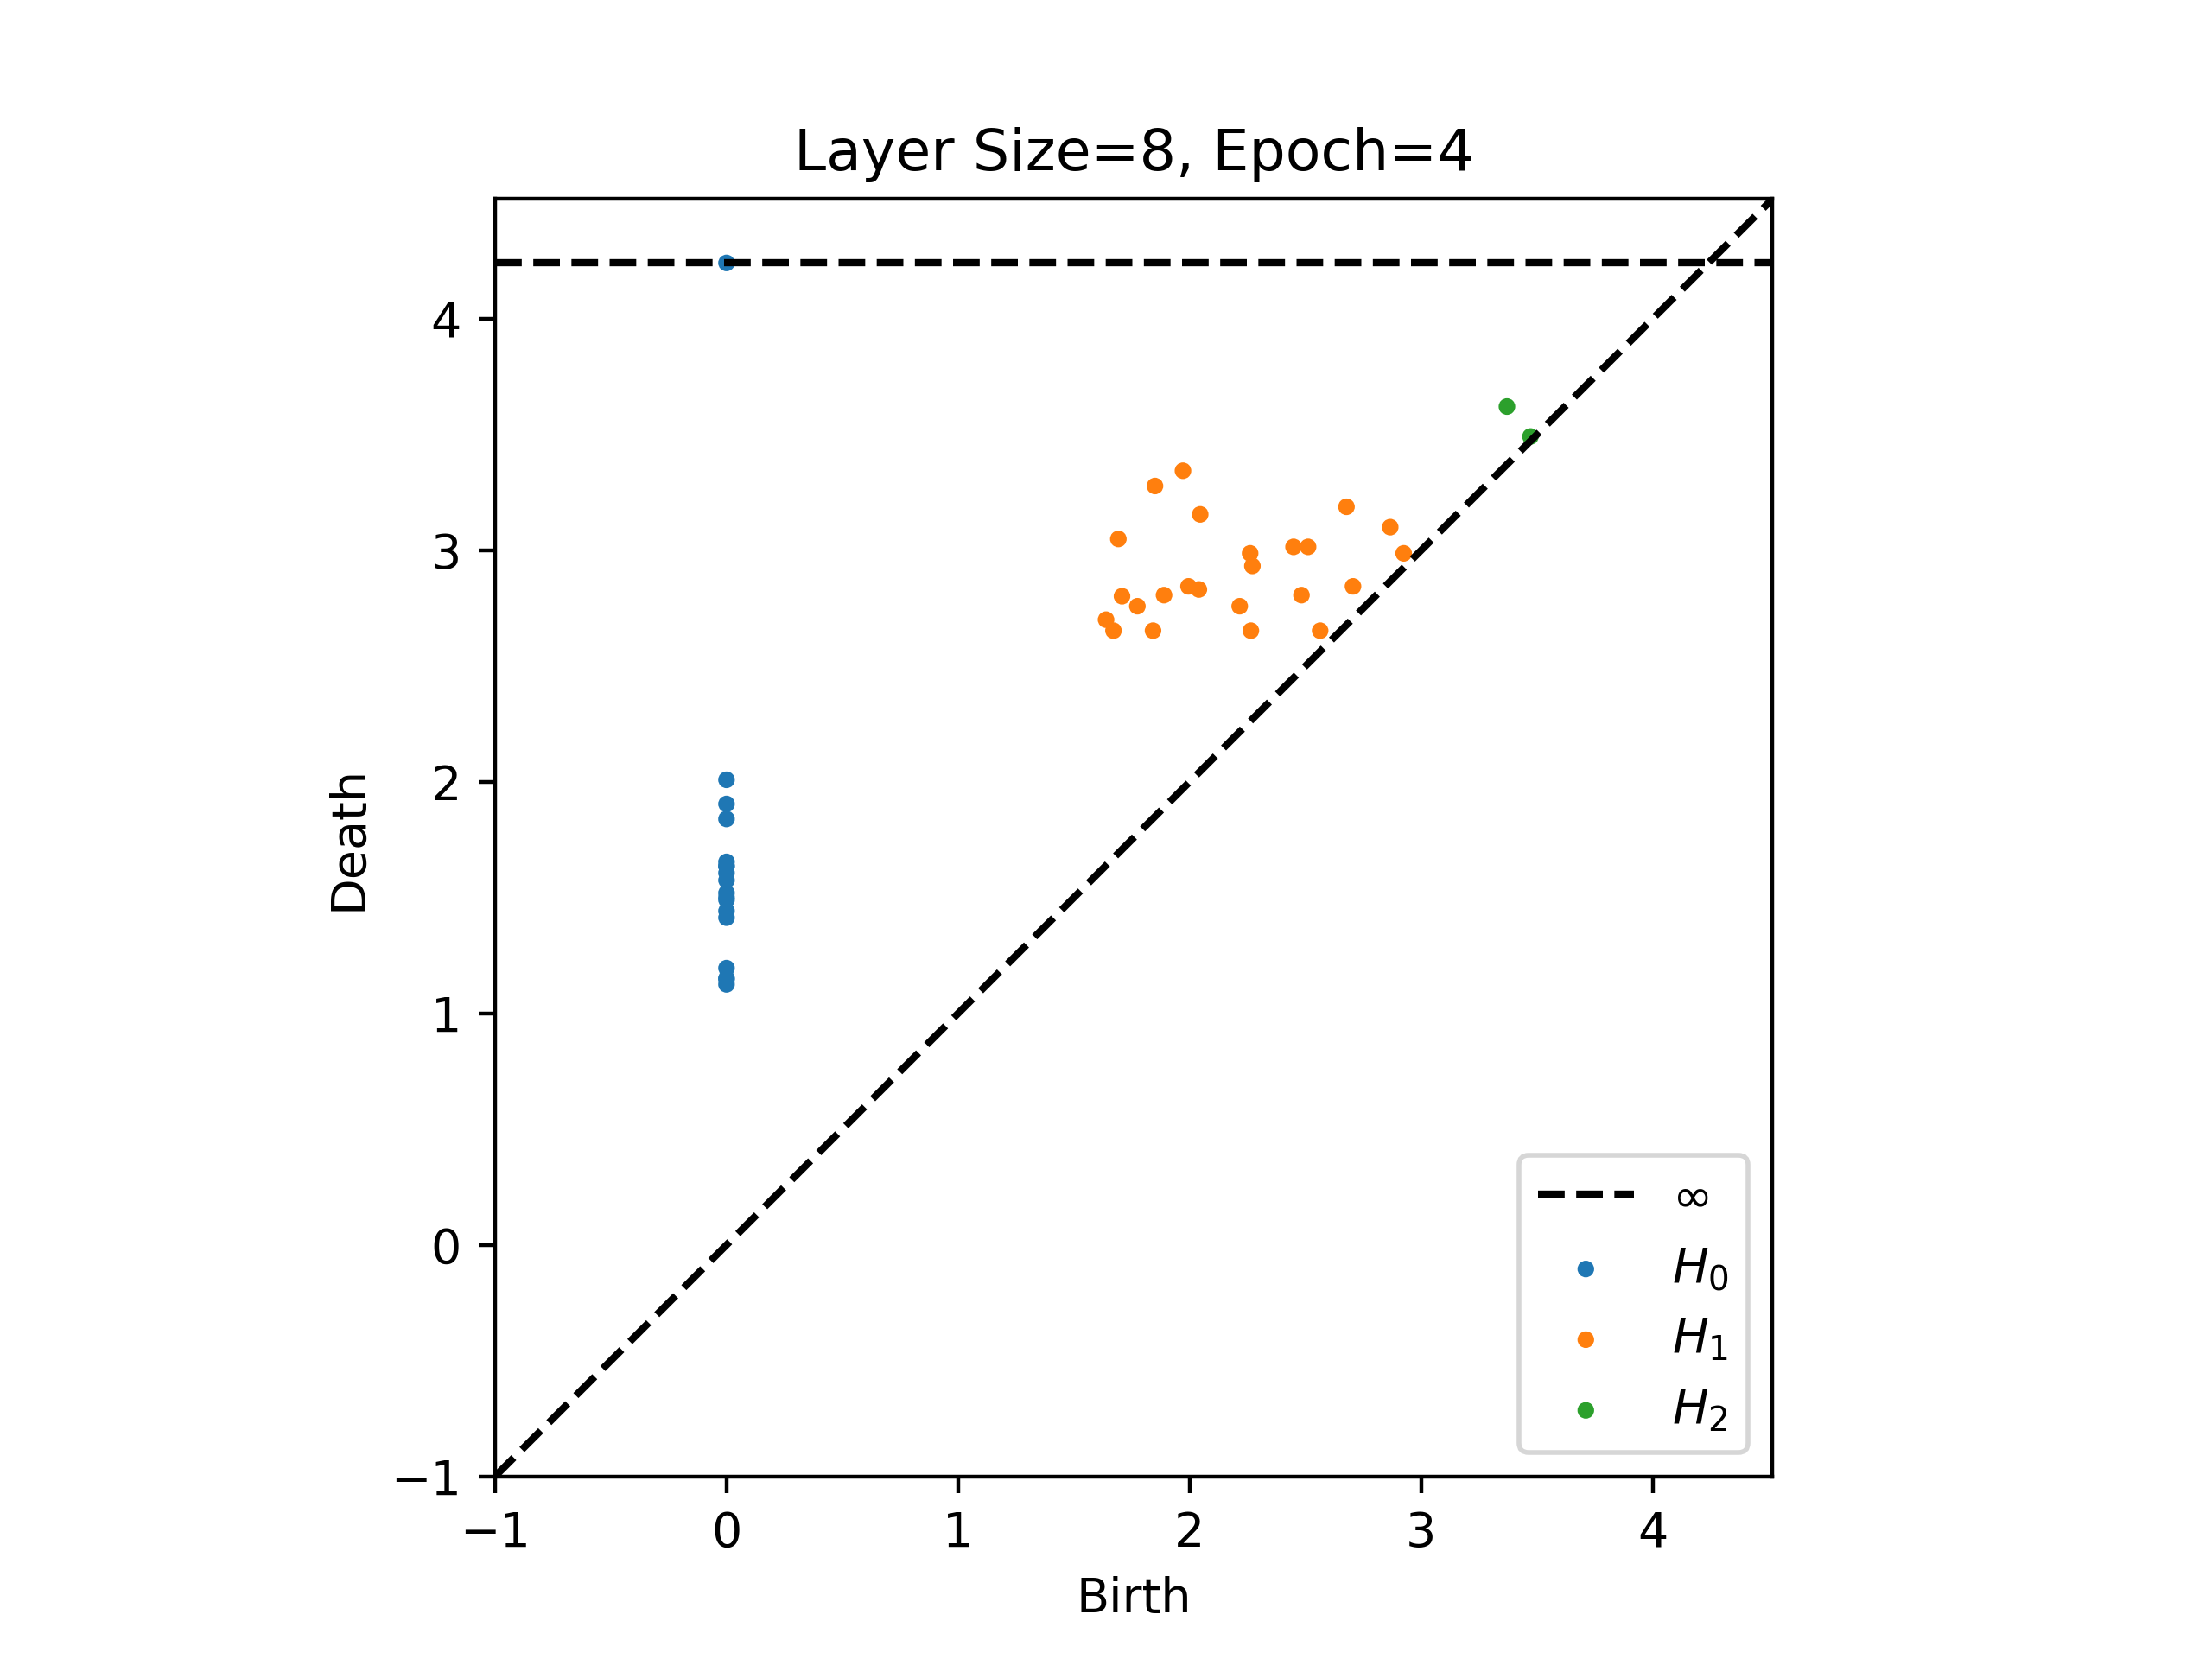 Layer Size=8, Epoch=4
Death
4
3
2
1
0
−1
−1 0 1 2 3 4
Birth
∞
H₀
H₁
H₂